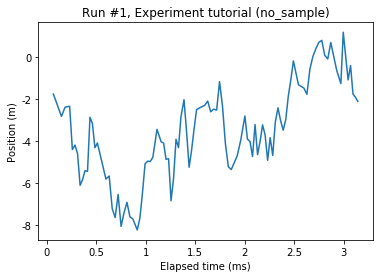 Run #1, Experiment tutorial (no_sample)
Position (m)
0
-2
-4
-6
-8
0 0.5 1 1.5 2 2.5 3
Elapsed time (ms)